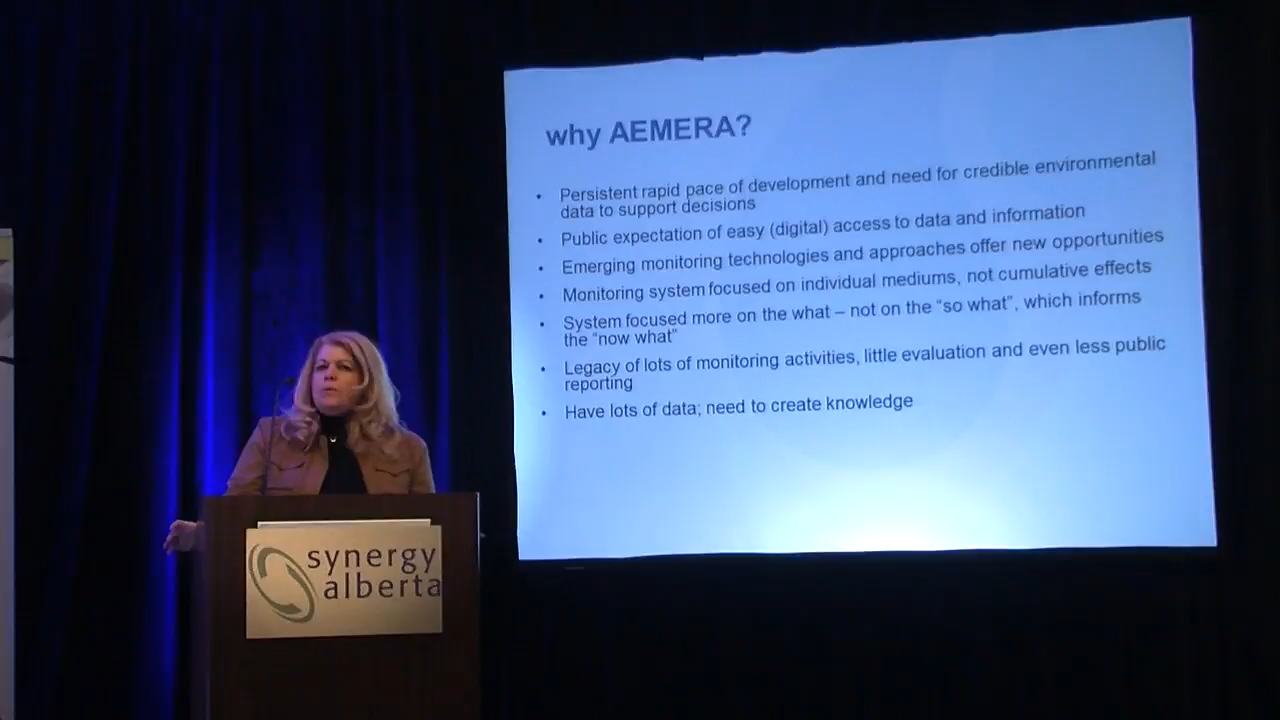 why AEMERA?
• Persistent rapid pace of development and need for credible environmental
data to support decisions
• Public expectation of easy (digital) access to data and information
• Emerging monitoring technologies and approaches offer new opportunities
• Monitoring system focused on individual mediums, not cumulative effects
• System focused more on the what – not on the “so what”, which informs
the “now what”
• Legacy of lots of monitoring activities, little evaluation and even less public
reporting
• Have lots of data; need to create knowledge
synergy
alberta